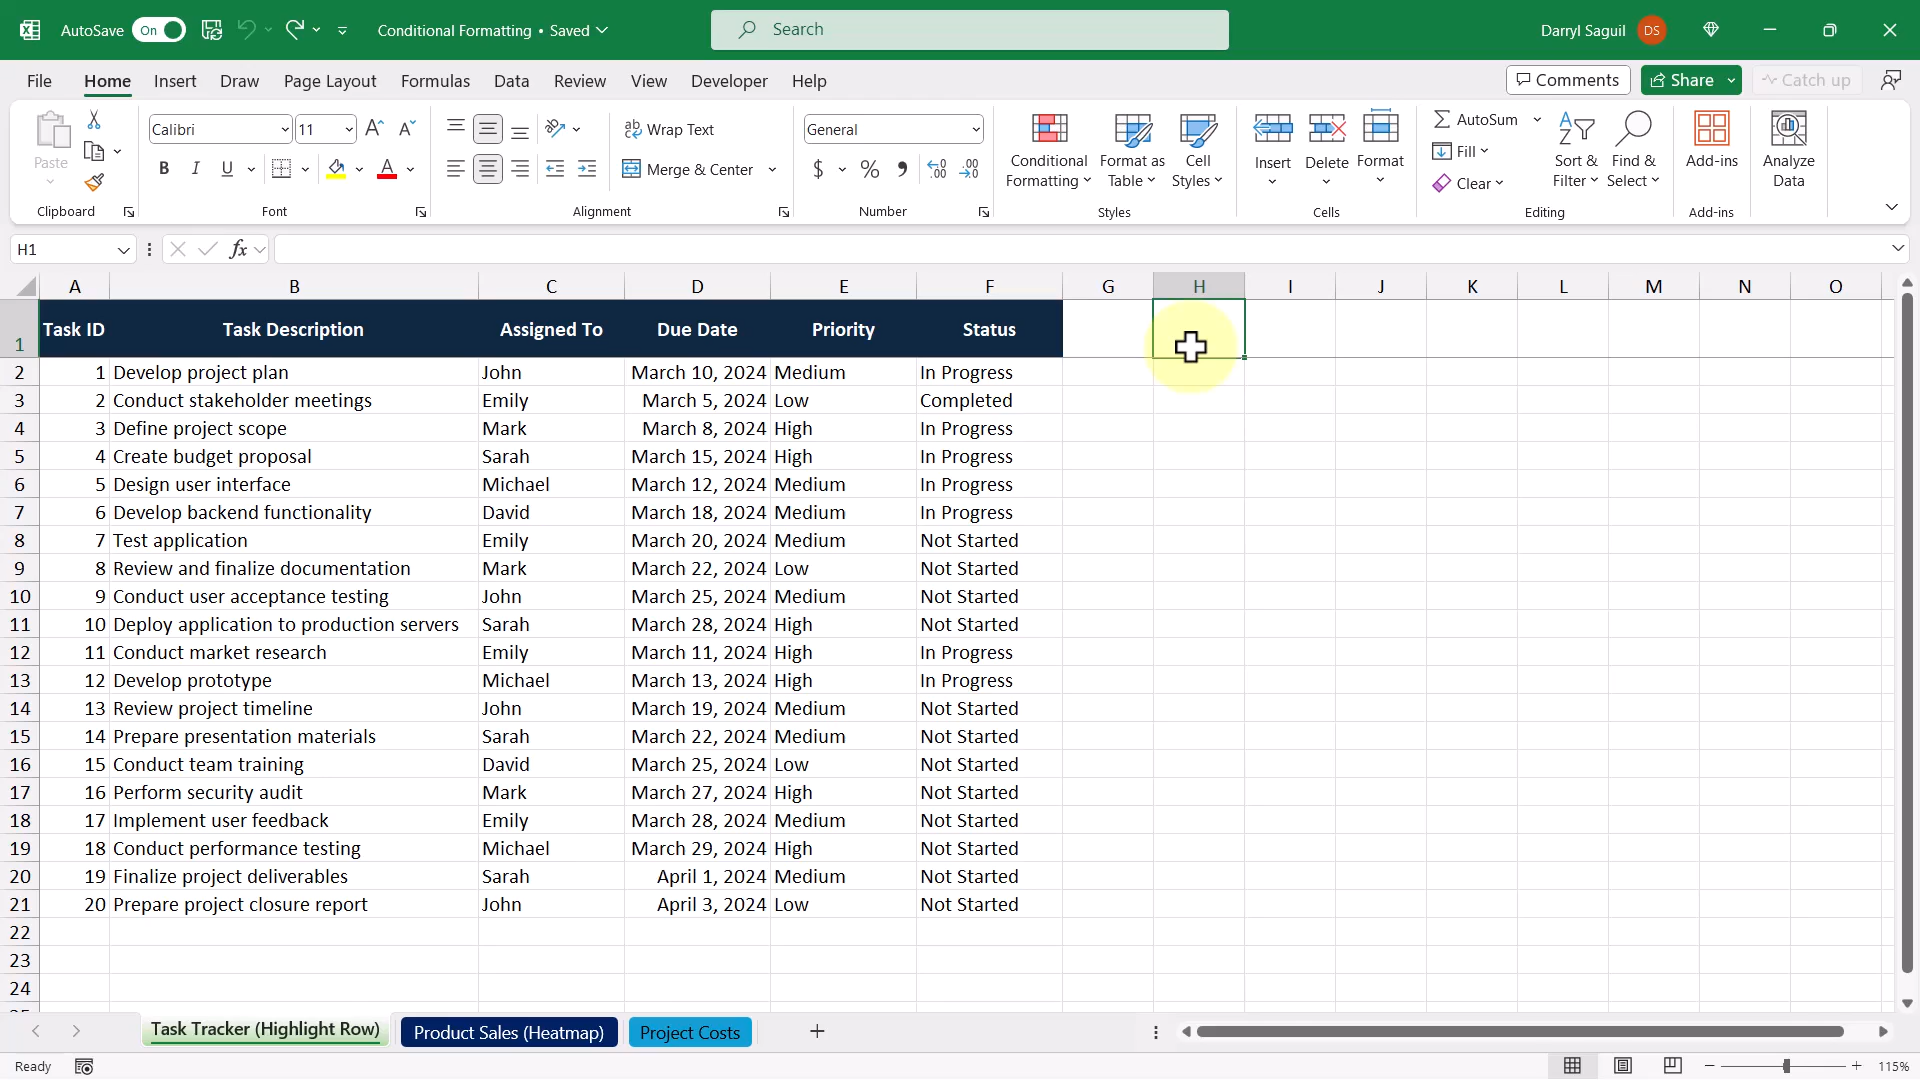 AutoSave On Conditional Formatting • Saved Search Darryl Saguil DS
File Home Insert Draw Page Layout Formulas Data Review View Developer Help Comments Share Catch up
Paste Calibri 11 Wrap Text General Conditional Formatting Format as Table Cell Styles Insert Delete Format AutoSum Sort & Filter Find & Select Add-ins Analyze Data
B I U Merge & Center $ % Fill Clear
Clipboard Font Alignment Number Styles Cells Editing Add-ins
H1 fx
A B C D E F G H I J K L M N O
1 Task ID Task Description Assigned To Due Date Priority Status
2 1 Develop project plan John March 10, 2024 Medium In Progress
3 2 Conduct stakeholder meetings Emily March 5, 2024 Low Completed
4 3 Define project scope Mark March 8, 2024 High In Progress
5 4 Create budget proposal Sarah March 15, 2024 High In Progress
6 5 Design user interface Michael March 12, 2024 Medium In Progress
7 6 Develop backend functionality David March 18, 2024 Medium In Progress
8 7 Test application Emily March 20, 2024 Medium Not Started
9 8 Review and finalize documentation Mark March 22, 2024 Low Not Started
10 9 Conduct user acceptance testing John March 25, 2024 Medium Not Started
11 10 Deploy application to production servers Sarah March 28, 2024 High Not Started
12 11 Conduct market research Emily March 11, 2024 High In Progress
13 12 Develop prototype Michael March 13, 2024 High In Progress
14 13 Review project timeline John March 19, 2024 Medium Not Started
15 14 Prepare presentation materials Sarah March 22, 2024 Medium Not Started
16 15 Conduct team training David March 25, 2024 Low Not Started
17 16 Perform security audit Mark March 27, 2024 High Not Started
18 17 Implement user feedback Emily March 28, 2024 Medium Not Started
19 18 Conduct performance testing Michael March 29, 2024 High Not Started
20 19 Finalize project deliverables Sarah April 1, 2024 Medium Not Started
21 20 Prepare project closure report John April 3, 2024 Low Not Started
22
23
24
Task Tracker (Highlight Row) Product Sales (Heatmap) Project Costs
Ready 115%